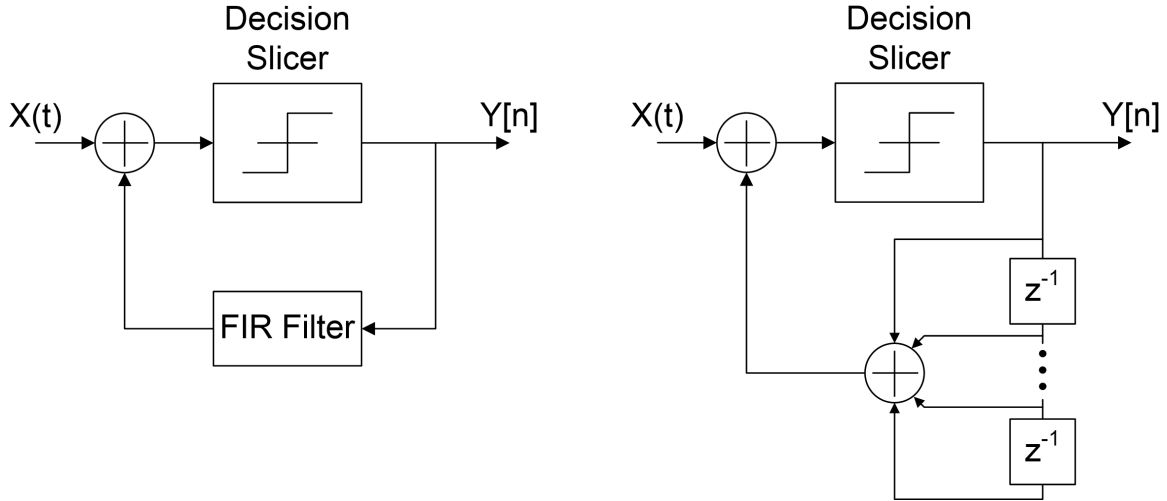 Decision
Slicer
X(t)
Y[n]
FIR Filter
Decision
Slicer
X(t)
Y[n]
z⁻¹
z⁻¹